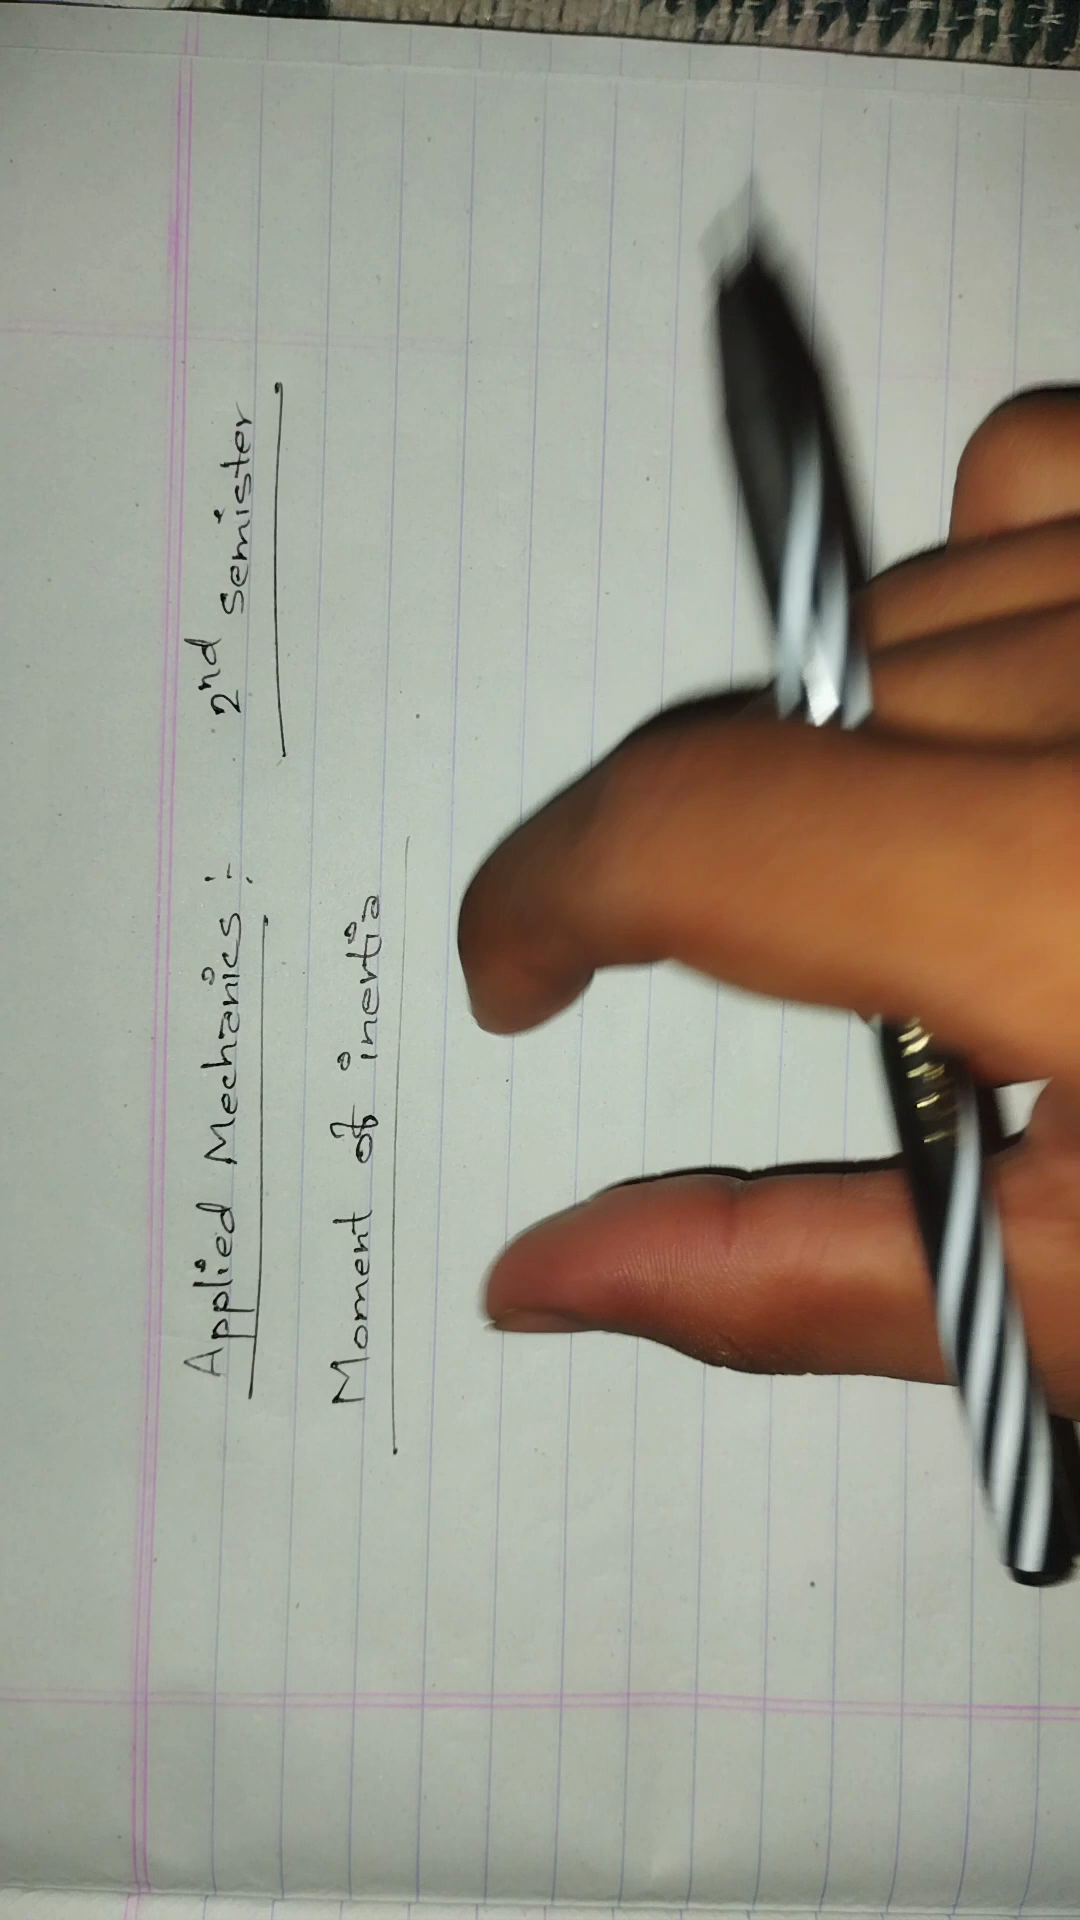 Applied Mechanics :- 2nd semister
Moment of inertia